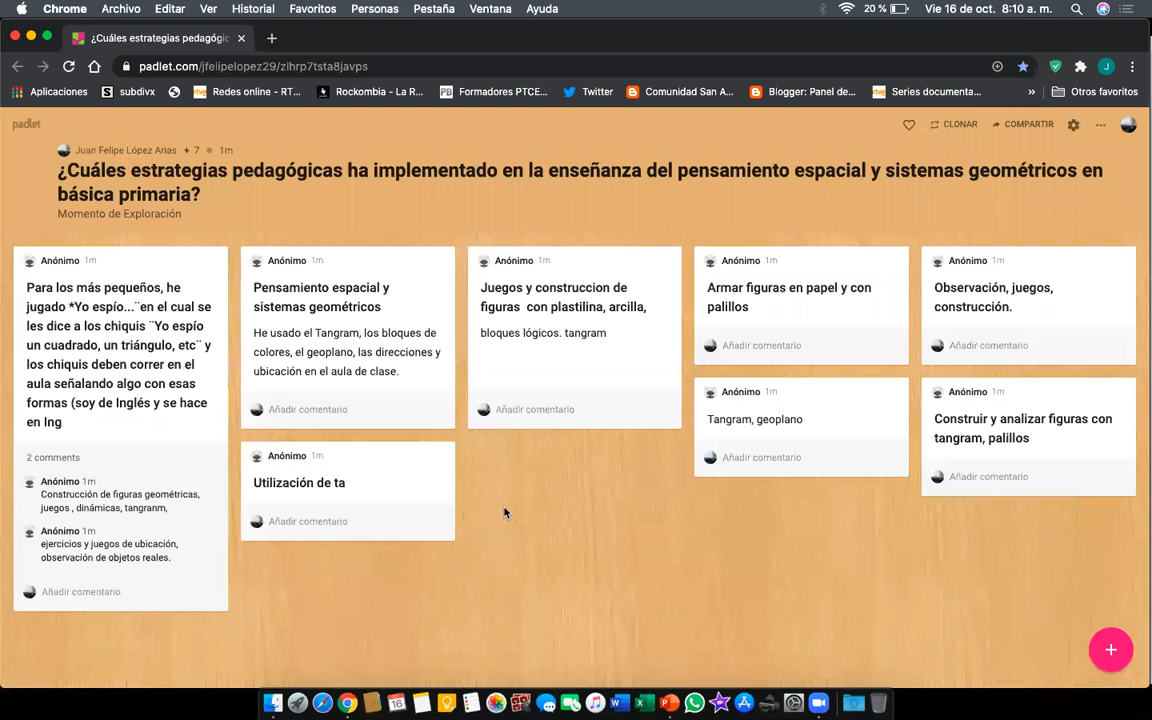 Chrome Archivo Editar Ver Historial Favoritos Personas Pestaña Ventana Ayuda 20 % Vie 16 de oct. 8:10 a. m.
¿Cuáles estrategias pedagógic
padlet.com/jfelipelopez29/zlhrp7tsta8javps
Aplicaciones subdivx Redes online - RT... Rockombia - La R... Formadores PTCE... Twitter Comunidad San A... Blogger: Panel de... Series documenta... » Otros favoritos
padlet CLONAR COMPARTIR
Juan Felipe López Arias + 7 1m
¿Cuáles estrategias pedagógicas ha implementado en la enseñanza del pensamiento espacial y sistemas geométricos en
básica primaria?
Momento de Exploración
Anónimo 1m
Para los más pequeños, he
jugado *Yo espío...¨en el cual se
les dice a los chiquis ¨Yo espío
un cuadrado, un triángulo, etc¨ y
los chiquis deben correr en el
aula señalando algo con esas
formas (soy de Inglés y se hace
en Ing
2 comments
Anónimo 1m
Construcción de figuras geométricas,
juegos , dinámicas, tangranm,
Anónimo 1m
ejercicios y juegos de ubicación,
observación de objetos reales.
Añadir comentario
Anónimo 1m
Pensamiento espacial y
sistemas geométricos
He usado el Tangram, los bloques de
colores, el geoplano, las direcciones y
ubicación en el aula de clase.
Añadir comentario
Anónimo 1m
Utilización de ta
Añadir comentario
Anónimo 1m
Juegos y construccion de
figuras con plastilina, arcilla,
bloques lógicos. tangram
Añadir comentario
Anónimo 1m
Armar figuras en papel y con
palillos
Añadir comentario
Anónimo 1m
Tangram, geoplano
Añadir comentario
Anónimo 1m
Observación, juegos,
construcción.
Añadir comentario
Anónimo 1m
Construir y analizar figuras con
tangram, palillos
Añadir comentario